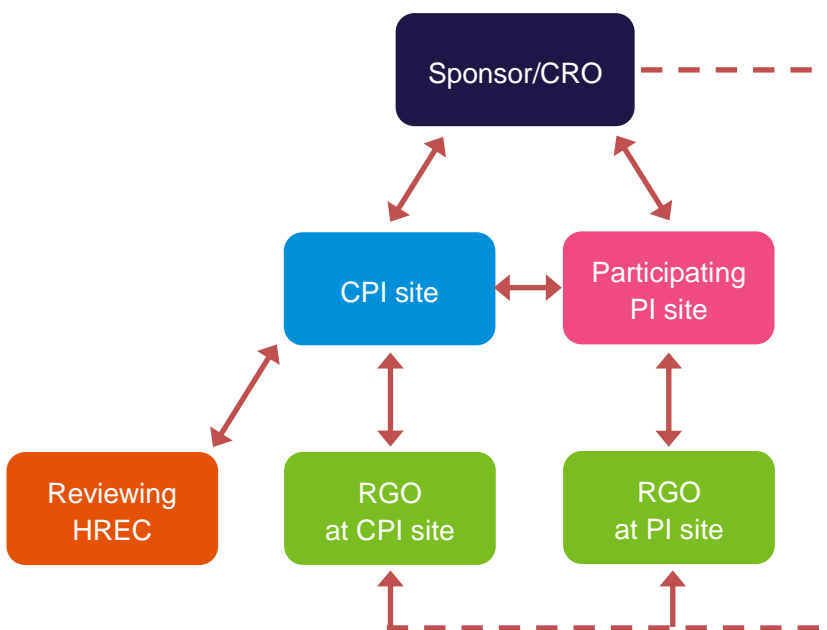 Sponsor/CRO
CPI site
Participating
PI site
Reviewing
HREC
RGO
at CPI site
RGO
at PI site